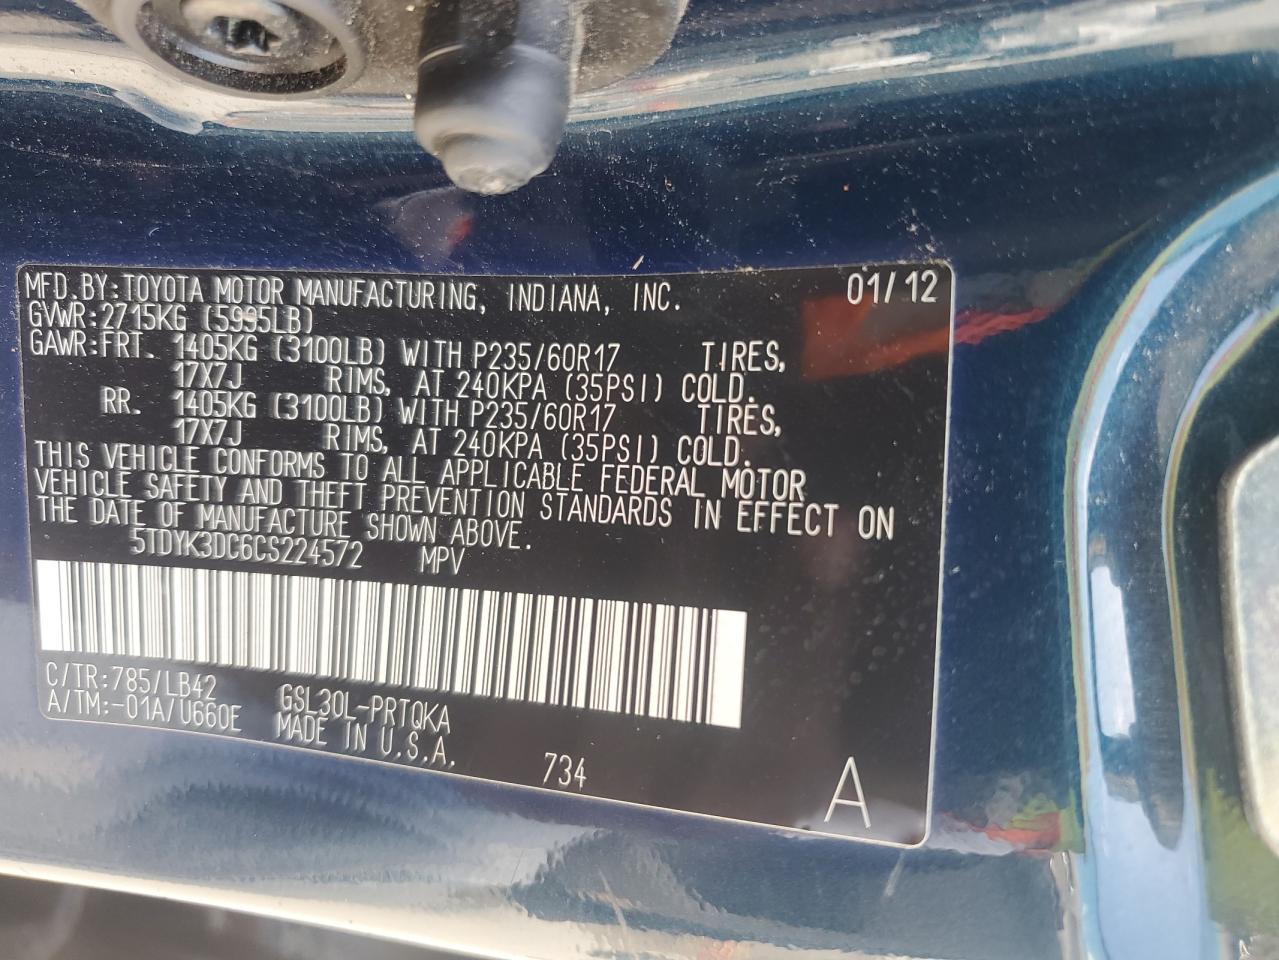 MFD.BY:TOYOTA MOTOR MANUFACTURING, INDIANA, INC. 01/12
GVWR:2715KG (5995LB)
GAWR:FRT. 1405KG (3100LB) WITH P235/60R17 TIRES,
17X7J RIMS, AT 240KPA (35PSI) COLD.
RR. 1405KG (3100LB) WITH P235/60R17 TIRES,
17X7J RIMS, AT 240KPA (35PSI) COLD.
THIS VEHICLE CONFORMS TO ALL APPLICABLE FEDERAL MOTOR
VEHICLE SAFETY AND THEFT PREVENTION STANDARDS IN EFFECT ON
THE DATE OF MANUFACTURE SHOWN ABOVE.
5TDYK3DC6CS224572 MPV
C/TR:785/LB42 GSL30L-PRTQKA
A/TM:-01A/U660E MADE IN U.S.A.
734
A